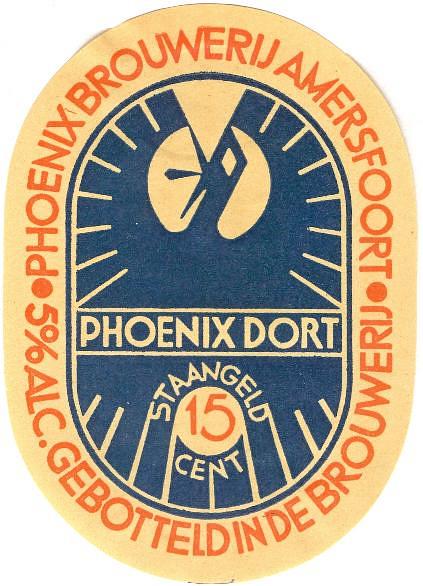 PHOENIX BROUWERIJ AMERSFOORT
PHOENIX DORT
STAANGELD
15
CENT
5% ALC. GEBOTTELD IN DE BROUWERIJ